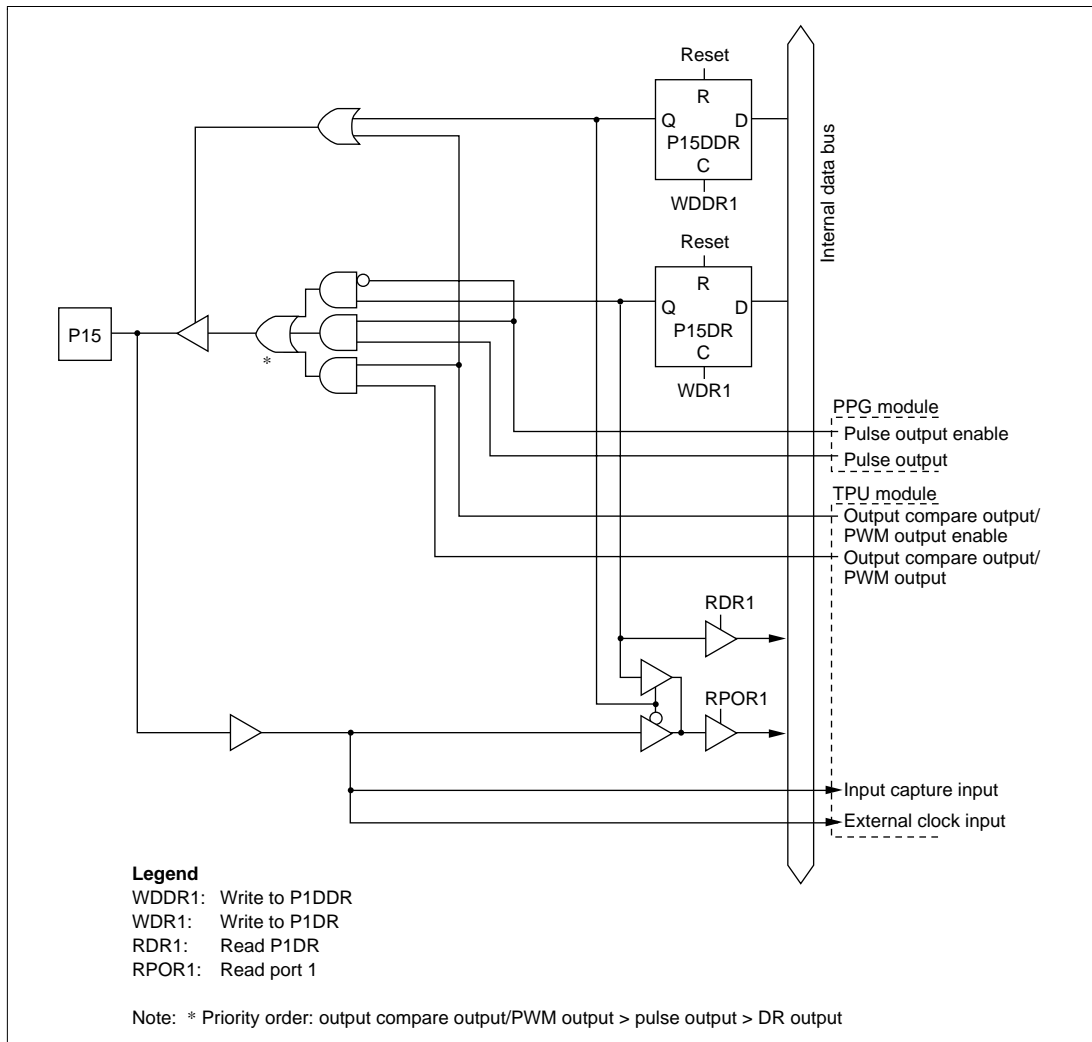 Reset
R
Q D
P15DDR
C
WDDR1
Internal data bus
Reset
R
Q D
P15DR
C
WDR1
P15
*
PPG module
Pulse output enable
Pulse output
TPU module
Output compare output/
PWM output enable
Output compare output/
PWM output
RDR1
RPOR1
Input capture input
External clock input
Legend
WDDR1: Write to P1DDR
WDR1: Write to P1DR
RDR1: Read P1DR
RPOR1: Read port 1
Note: * Priority order: output compare output/PWM output > pulse output > DR output